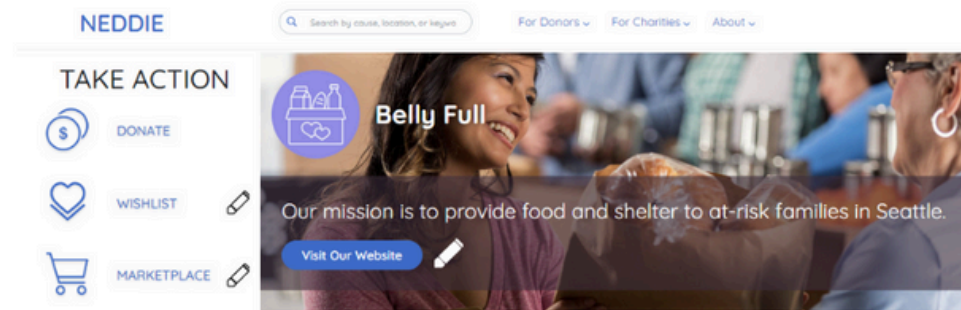 NEDDIE
Search by cause, location, or keywo
For Donors
For Charities
About
TAKE ACTION
$
DONATE
WISHLIST
MARKETPLACE
Belly Full
Our mission is to provide food and shelter to at-risk families in Seattle.
Visit Our Website